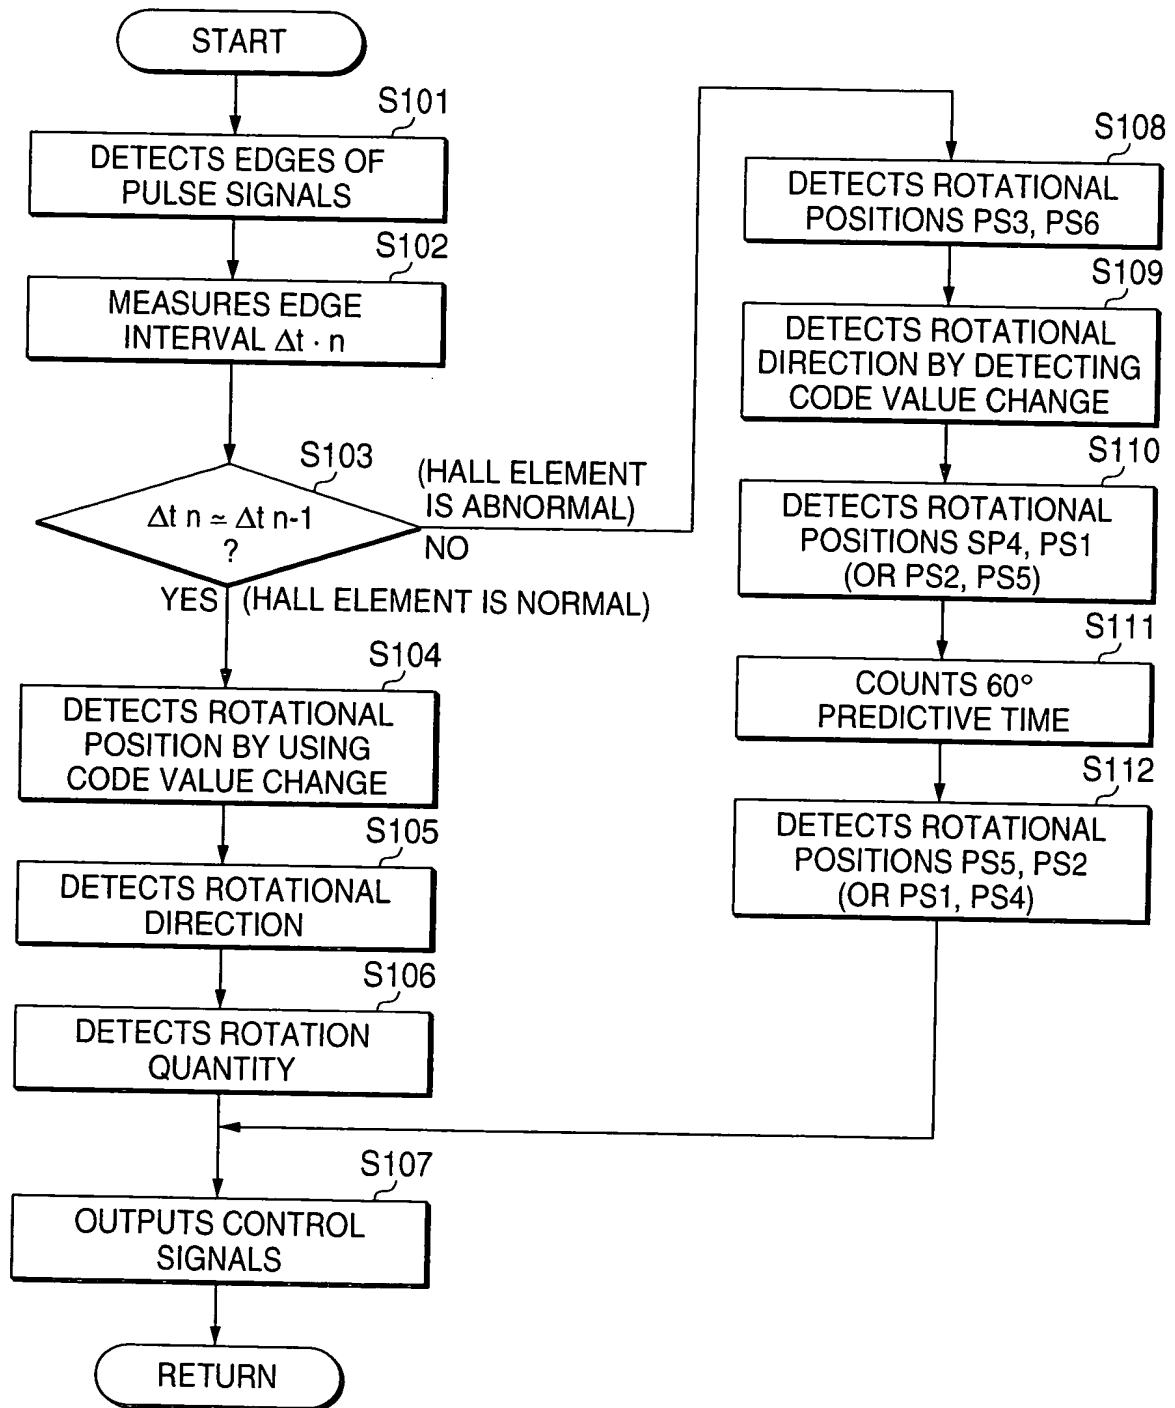 START
S101
DETECTS EDGES OF
PULSE SIGNALS
S102
MEASURES EDGE
INTERVAL Δt · n
S103
Δt n ≃ Δt n-1
?
(HALL ELEMENT
IS ABNORMAL)
NO
YES
(HALL ELEMENT IS NORMAL)
S104
DETECTS ROTATIONAL
POSITION BY USING
CODE VALUE CHANGE
S105
DETECTS ROTATIONAL
DIRECTION
S106
DETECTS ROTATION
QUANTITY
S107
OUTPUTS CONTROL
SIGNALS
RETURN
S108
DETECTS ROTATIONAL
POSITIONS PS3, PS6
S109
DETECTS ROTATIONAL
DIRECTION BY DETECTING
CODE VALUE CHANGE
S110
DETECTS ROTATIONAL
POSITIONS SP4, PS1
(OR PS2, PS5)
S111
COUNTS 60°
PREDICTIVE TIME
S112
DETECTS ROTATIONAL
POSITIONS PS5, PS2
(OR PS1, PS4)